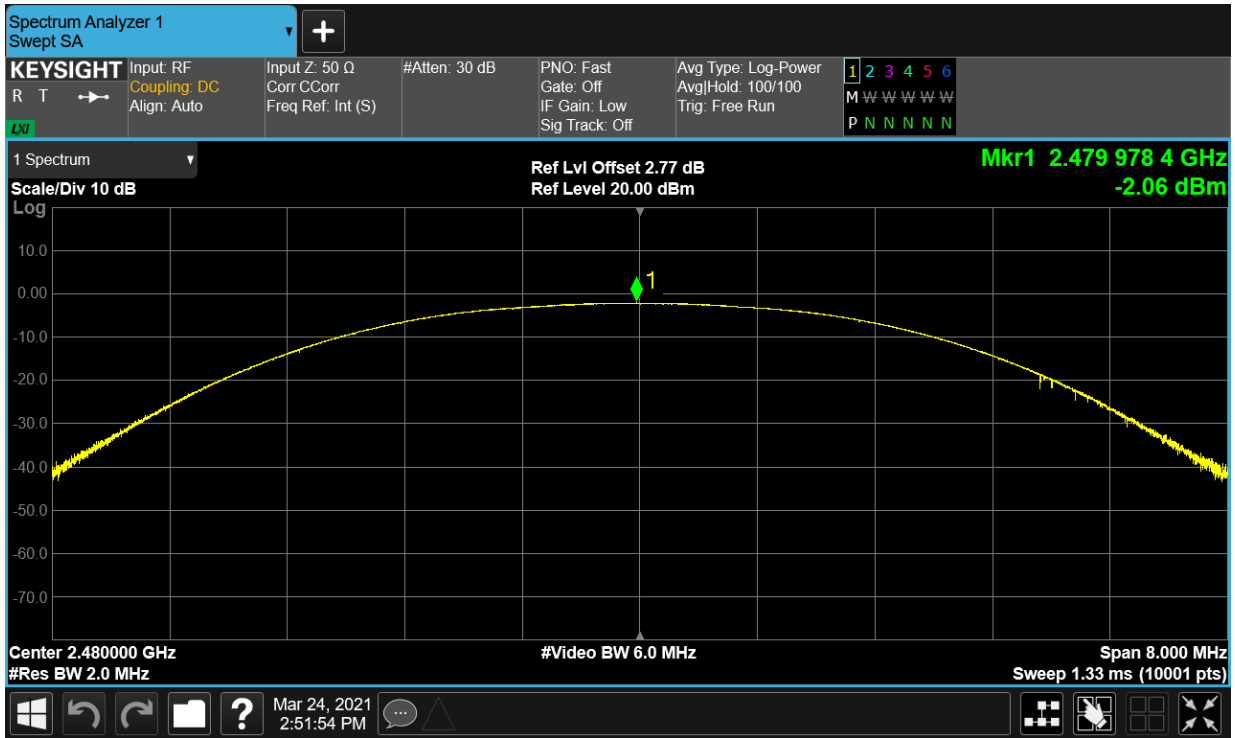 Spectrum Analyzer 1
Swept SA
KEYSIGHT
R T
LXI
Input: RF
Coupling: DC
Align: Auto
Input Z: 50 Ω
Corr CCorr
Freq Ref: Int (S)
#Atten: 30 dB
PNO: Fast
Gate: Off
IF Gain: Low
Sig Track: Off
Avg Type: Log-Power
Avg|Hold: 100/100
Trig: Free Run
1 2 3 4 5 6
M W W W W W
P N N N N N
1 Spectrum
Scale/Div 10 dB
Log
Ref Lvl Offset 2.77 dB
Ref Level 20.00 dBm
Mkr1 2.479 978 4 GHz
-2.06 dBm
1
10.0
0.00
-10.0
-20.0
-30.0
-40.0
-50.0
-60.0
-70.0
Center 2.480000 GHz
#Res BW 2.0 MHz
#Video BW 6.0 MHz
Span 8.000 MHz
Sweep 1.33 ms (10001 pts)
?
Mar 24, 2021
2:51:54 PM